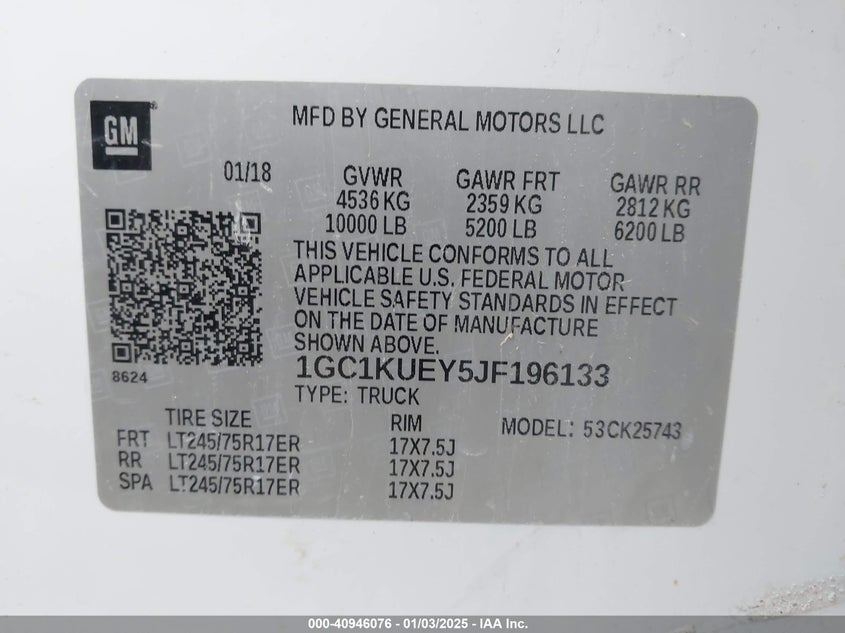 GM
MFD BY GENERAL MOTORS LLC
01/18 GVWR GAWR FRT GAWR RR
4536 KG 2359 KG 2812 KG
10000 LB 5200 LB 6200 LB
THIS VEHICLE CONFORMS TO ALL
APPLICABLE U.S. FEDERAL MOTOR
VEHICLE SAFETY STANDARDS IN EFFECT
ON THE DATE OF MANUFACTURE
SHOWN ABOVE.
8624 1GC1KUEY5JF196133
TYPE: TRUCK
TIRE SIZE RIM MODEL: 53CK25743
FRT LT245/75R17ER 17X7.5J
RR LT245/75R17ER 17X7.5J
SPA LT245/75R17ER 17X7.5J
000-40946076 - 01/03/2025 - IAA Inc.